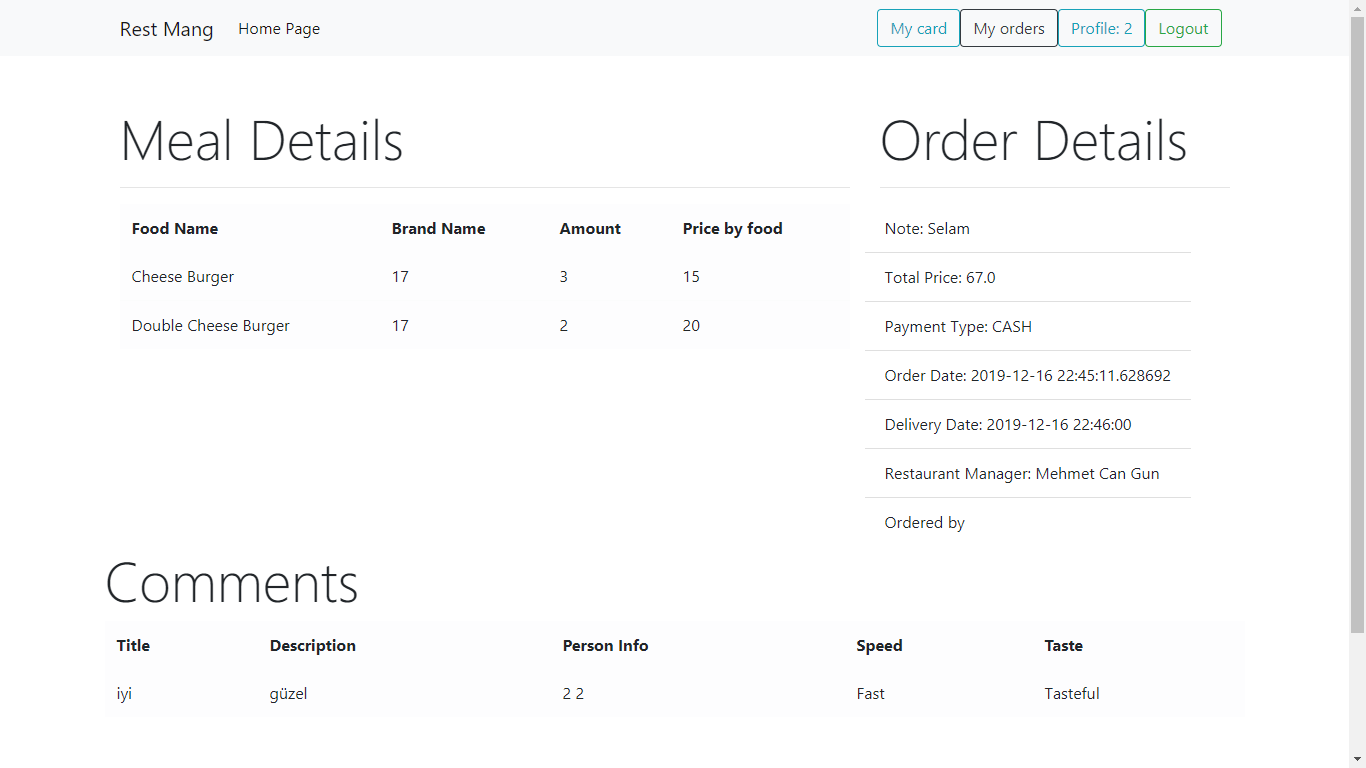 Rest Mang Home Page My card My orders Profile: 2 Logout
Meal Details
Food Name Brand Name Amount Price by food
Cheese Burger 17 3 15
Double Cheese Burger 17 2 20
Order Details
Note: Selam
Total Price: 67.0
Payment Type: CASH
Order Date: 2019-12-16 22:45:11.628692
Delivery Date: 2019-12-16 22:46:00
Restaurant Manager: Mehmet Can Gun
Ordered by
Comments
Title Description Person Info Speed Taste
iyi güzel 2 2 Fast Tasteful